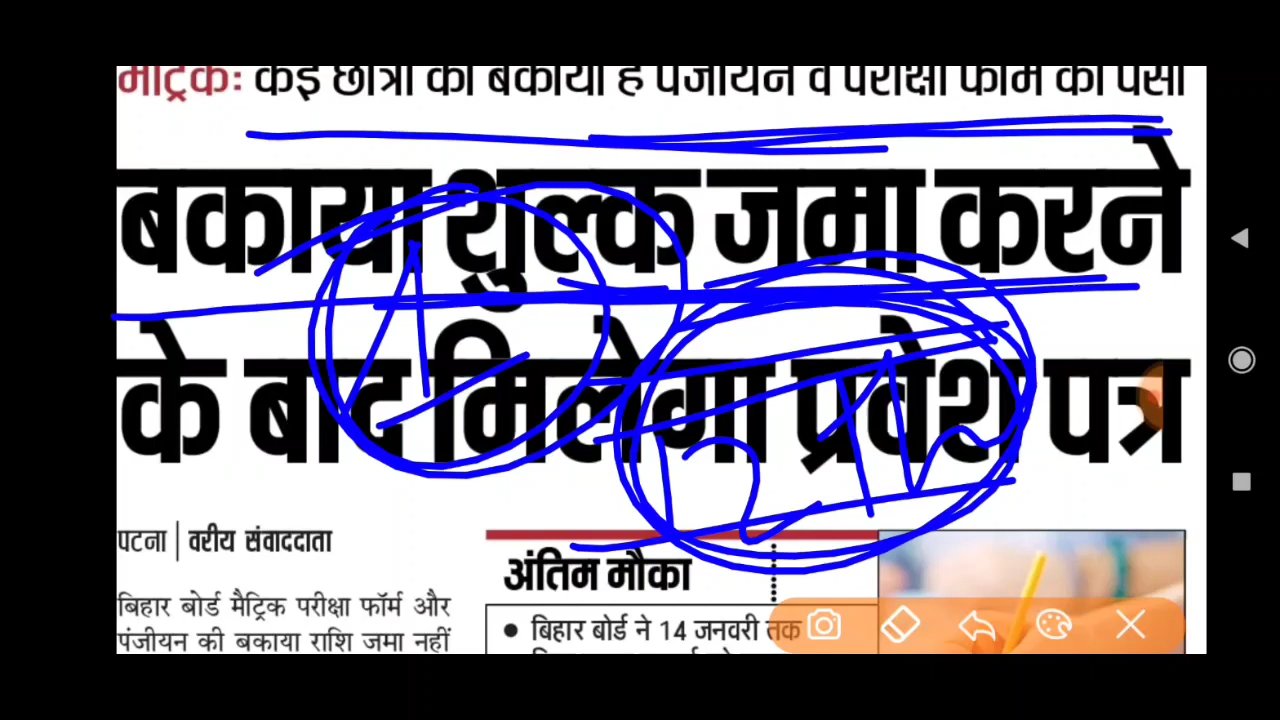 मैट्रिक: कई छात्रों का बकाया है पंजीयन व परीक्षा फॉर्म का पैसा
बकाया शुल्क जमा करने
के बाद मिलेगा प्रवेश पत्र
पटना | वरीय संवाददाता
बिहार बोर्ड मैट्रिक परीक्षा फॉर्म और
पंजीयन की बकाया राशि जमा नहीं
अंतिम मौका
● बिहार बोर्ड ने 14 जनवरी तक
12th